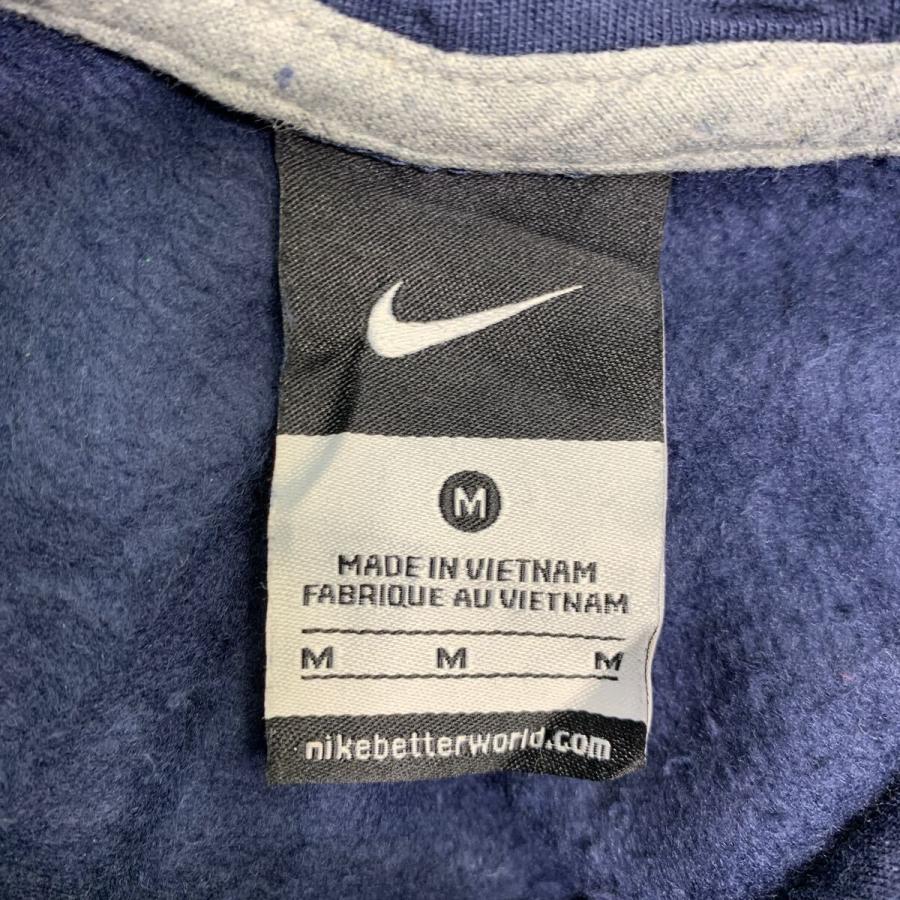 M
MADE IN VIETNAM
FABRIQUE AU VIETNAM
M M M
nikebetterworld.com